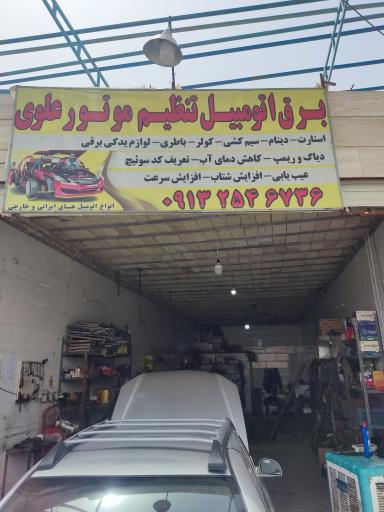 برق اتومبیل تنظیم موتور علوی
استارت - دینام - سیم کشی - کولر - باطری - لوازم یدکی برقی
دیاگ و ریمپ - کاهش دمای آب - تعریف کد سوئیچ
عیب یابی - افزایش شتاب - افزایش سرعت
انواع اتومبیل های ایرانی و خارجی
۰۹۱۳ ۲۵۴ ۶۷۳۶